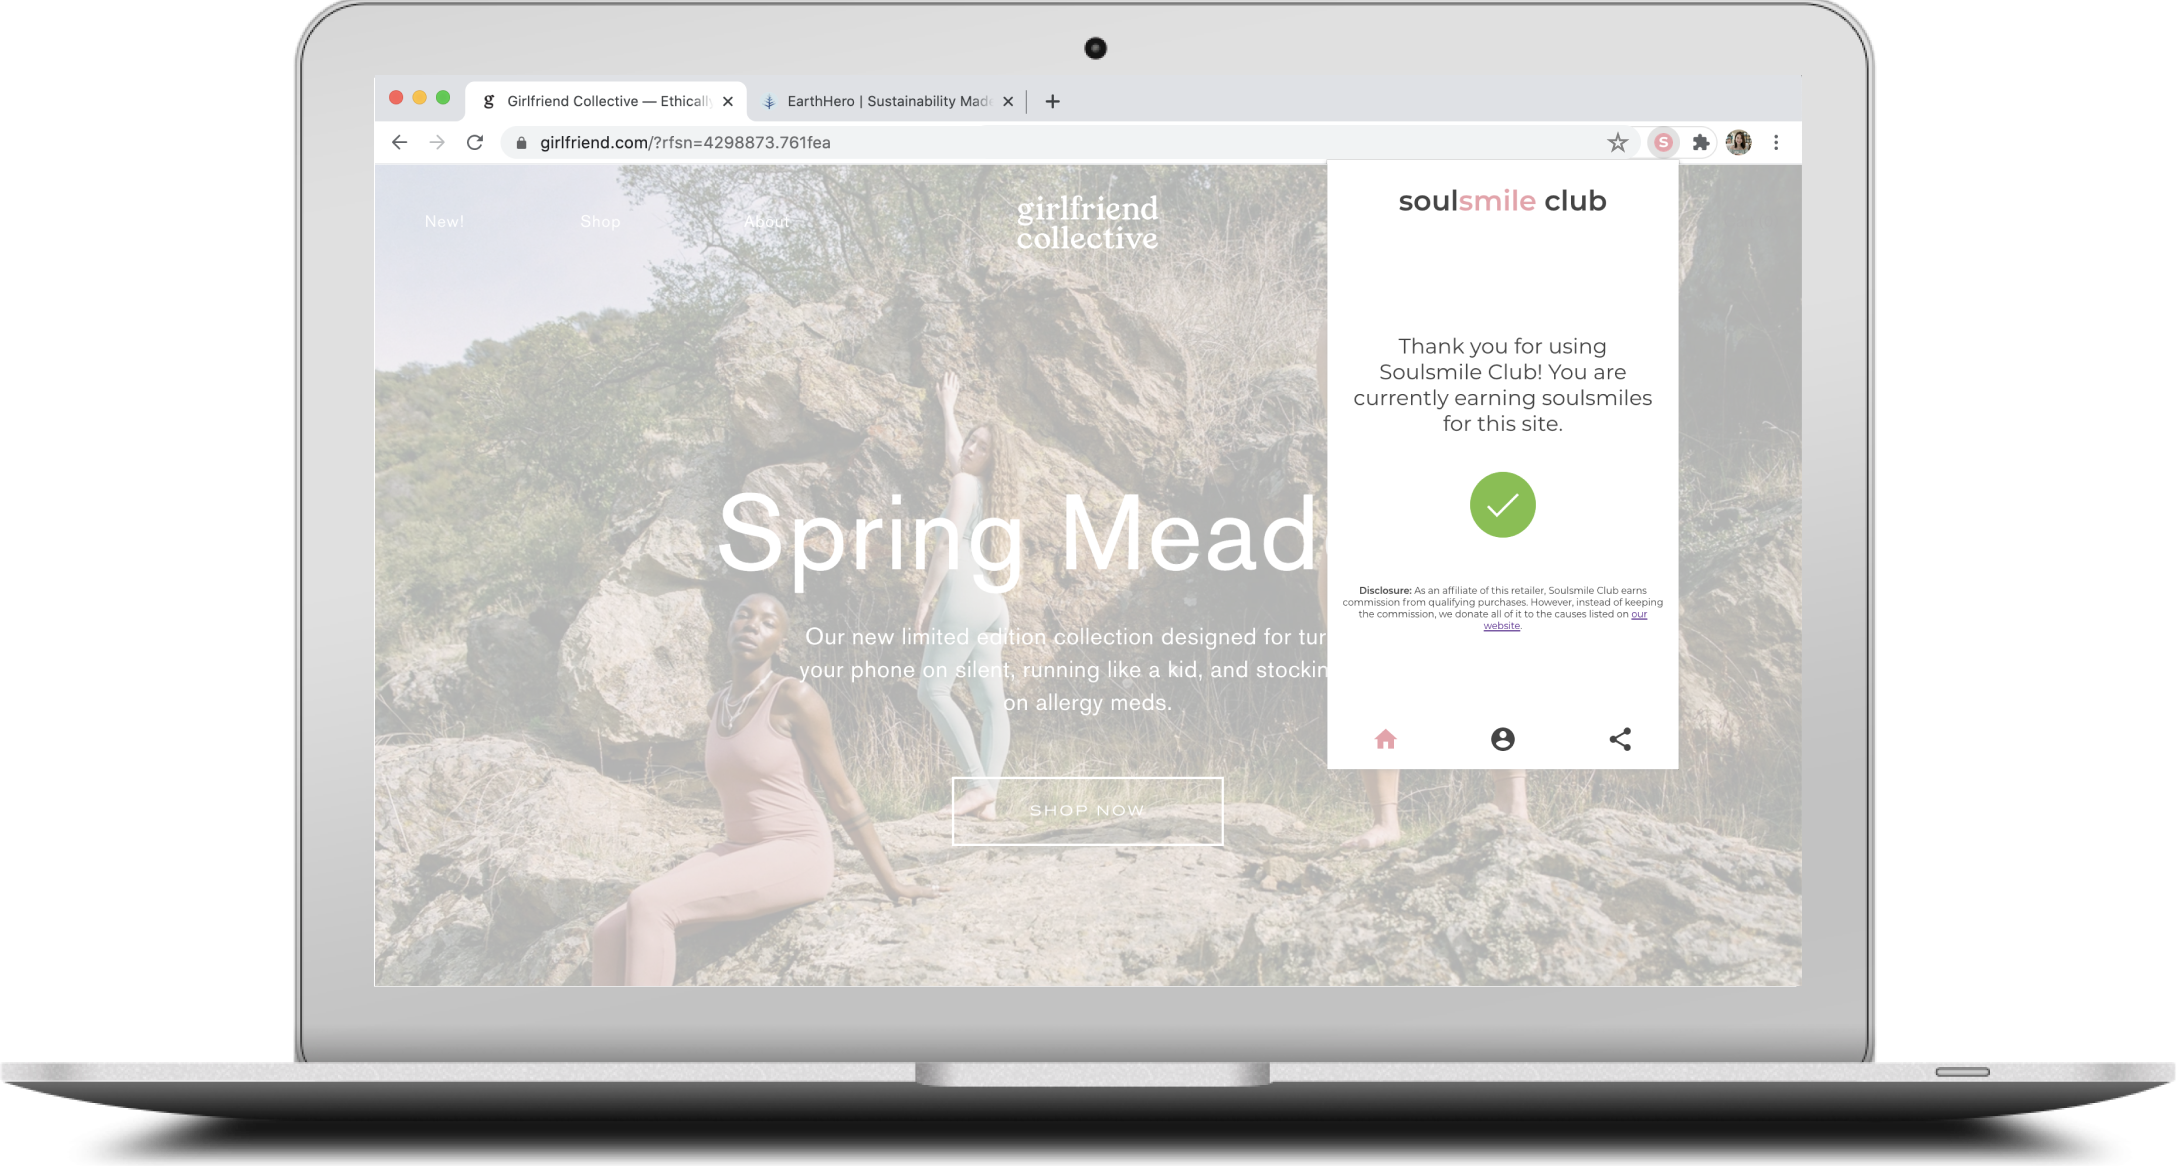 g Girlfriend Collective — Ethically
EarthHero | Sustainability Made
girlfriend.com/?rfsn=4298873.761fea
S
New!
Shop
About
girlfriend
collective
Spring Mead
Our new limited edition collection designed for tur
your phone on silent, running like a kid, and stockin
on allergy meds.
SHOP NOW
soulsmile club
Thank you for using
Soulsmile Club! You are
currently earning soulsmiles
for this site.
Disclosure: As an affiliate of this retailer, Soulsmile Club earns
commission from qualifying purchases. However, instead of keeping
the commission, we donate all of it to the causes listed on our
website.